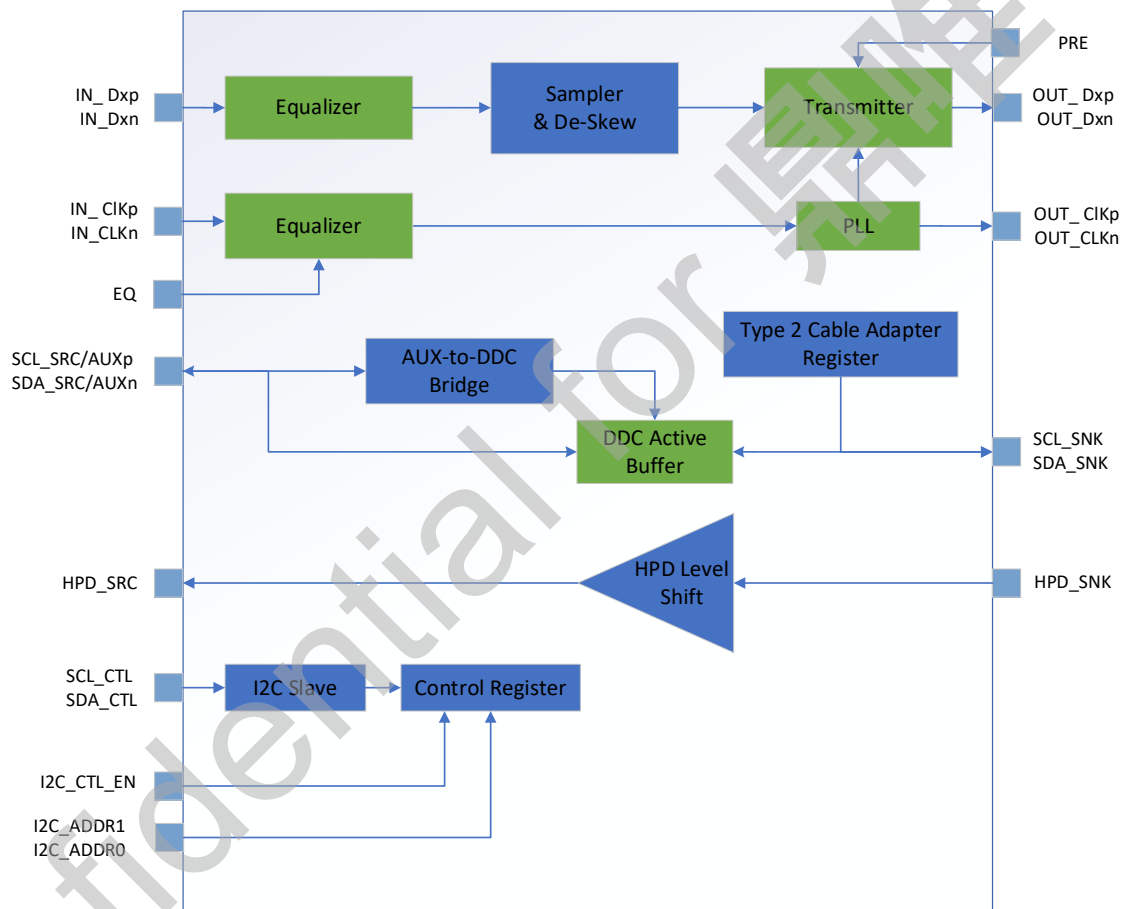 PRE
IN_ Dxp
IN_Dxn
Equalizer
Sampler
& De-Skew
Transmitter
OUT_ Dxp
OUT_Dxn
IN_ ClKp
IN_CLKn
Equalizer
PLL
OUT_ ClKp
OUT_CLKn
EQ
SCL_SRC/AUXp
SDA_SRC/AUXn
AUX-to-DDC
Bridge
Type 2 Cable Adapter
Register
DDC Active
Buffer
SCL_SNK
SDA_SNK
HPD_SRC
HPD Level
Shift
HPD_SNK
SCL_CTL
SDA_CTL
I2C Slave
Control Register
I2C_CTL_EN
I2C_ADDR1
I2C_ADDR0
fidential for 鼎唯